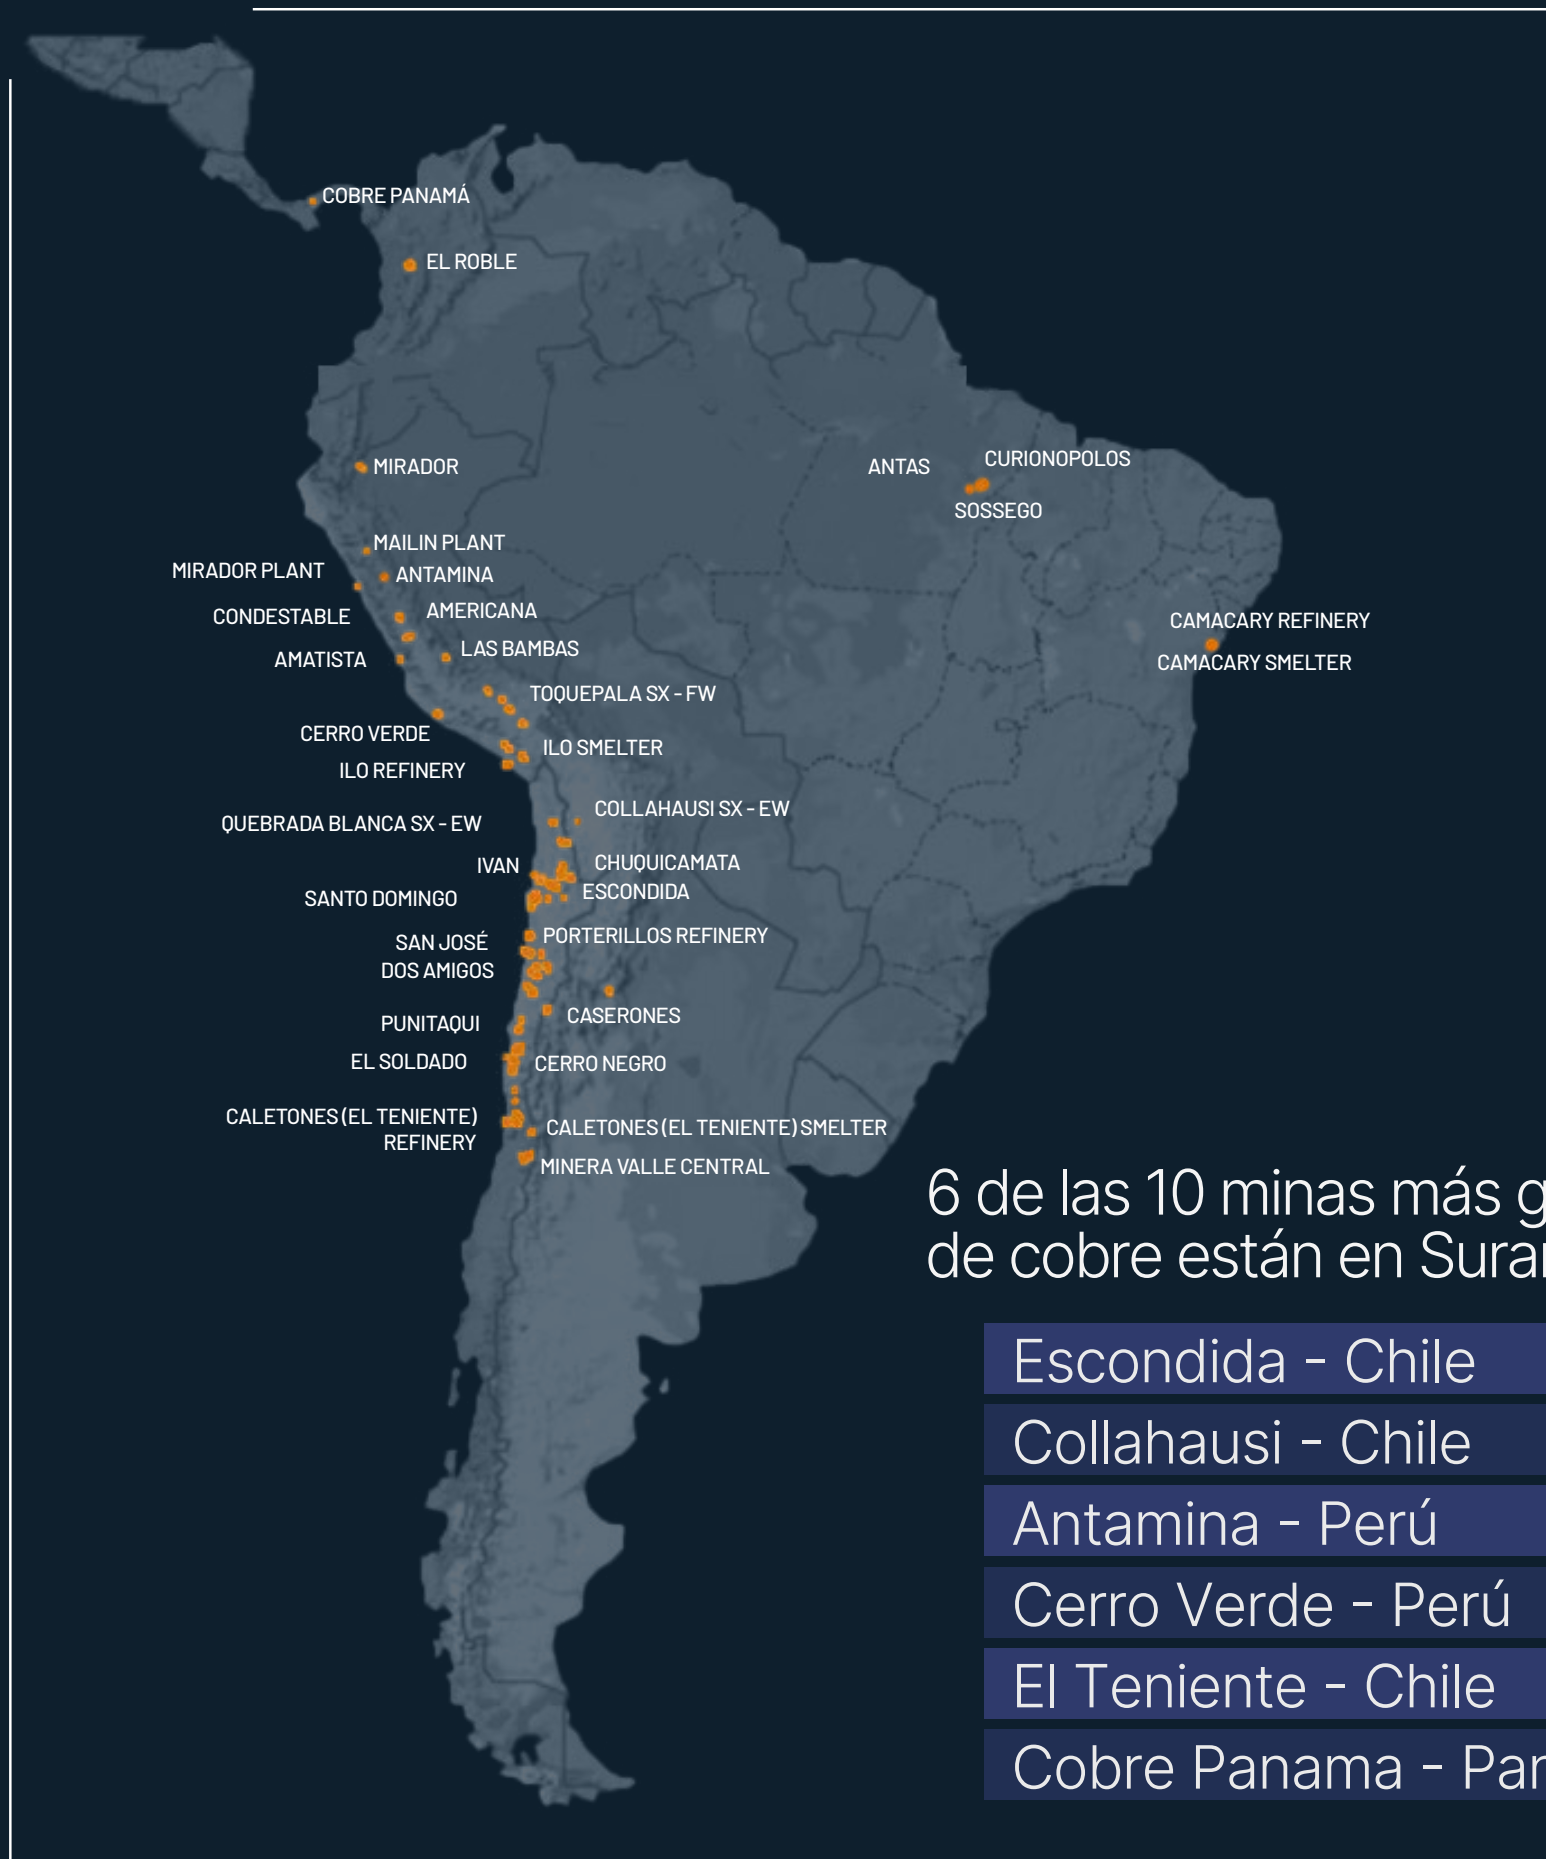 COBRE PANAMÁ
EL ROBLE
MIRADOR
ANTAS
CURIONOPOLOS
SOSSEGO
MAILIN PLANT
MIRADOR PLANT
ANTAMINA
CONDESTABLE
AMERICANA
AMATISTA
LAS BAMBAS
CAMACARY REFINERY
CAMACARY SMELTER
TOQUEPALA SX - FW
CERRO VERDE
ILO SMELTER
ILO REFINERY
COLLAHAUSI SX - EW
QUEBRADA BLANCA SX - EW
IVAN
CHUQUICAMATA
SANTO DOMINGO
ESCONDIDA
SAN JOSÉ
PORTERILLOS REFINERY
DOS AMIGOS
CASERONES
PUNITAQUI
EL SOLDADO
CERRO NEGRO
CALETONES (EL TENIENTE)
REFINERY
CALETONES (EL TENIENTE) SMELTER
MINERA VALLE CENTRAL
6 de las 10 minas más
de cobre están en
Escondida - Chile
Collahausi - Chile
Antamina - Perú
Cerro Verde - Perú
El Teniente - Chile
Cobre Panama -